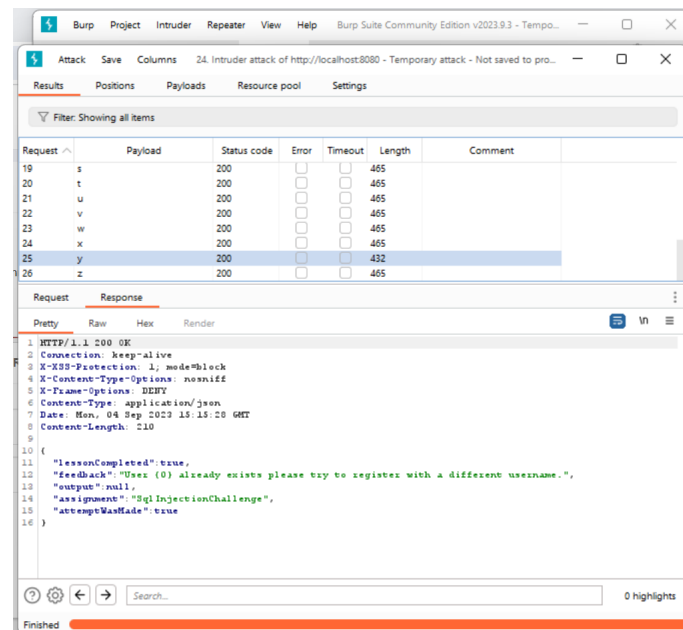 Burp Project Intruder Repeater View Help Burp Suite Community Edition v2023.9.3 - Tempo...
Attack Save Columns 24. Intruder attack of http://localhost:8080 - Temporary attack - Not saved to pro...
Results Positions Payloads Resource pool Settings
Filter: Showing all items
Request Payload Status code Error Timeout Length Comment
19 s 200 465
20 t 200 465
21 u 200 465
22 v 200 465
23 w 200 465
24 x 200 465
25 y 200 432
26 z 200 465
Request Response
Pretty Raw Hex Render \n
1 HTTP/1.1 200 OK
2 Connection: keep-alive
3 X-XSS-Protection: 1; mode=block
4 X-Content-Type-Options: nosniff
5 X-Frame-Options: DENY
6 Content-Type: application/json
7 Date: Mon, 04 Sep 2023 15:15:28 GMT
8 Content-Length: 210
9
10 {
11 "lessonCompleted":true,
12 "feedback":"User {0} already exists please try to register with a different username.",
13 "output":null,
14 "assignment":"SqlInjectionChallenge",
15 "attemptWasMade":true
16 }
Search... 0 highlights
Finished